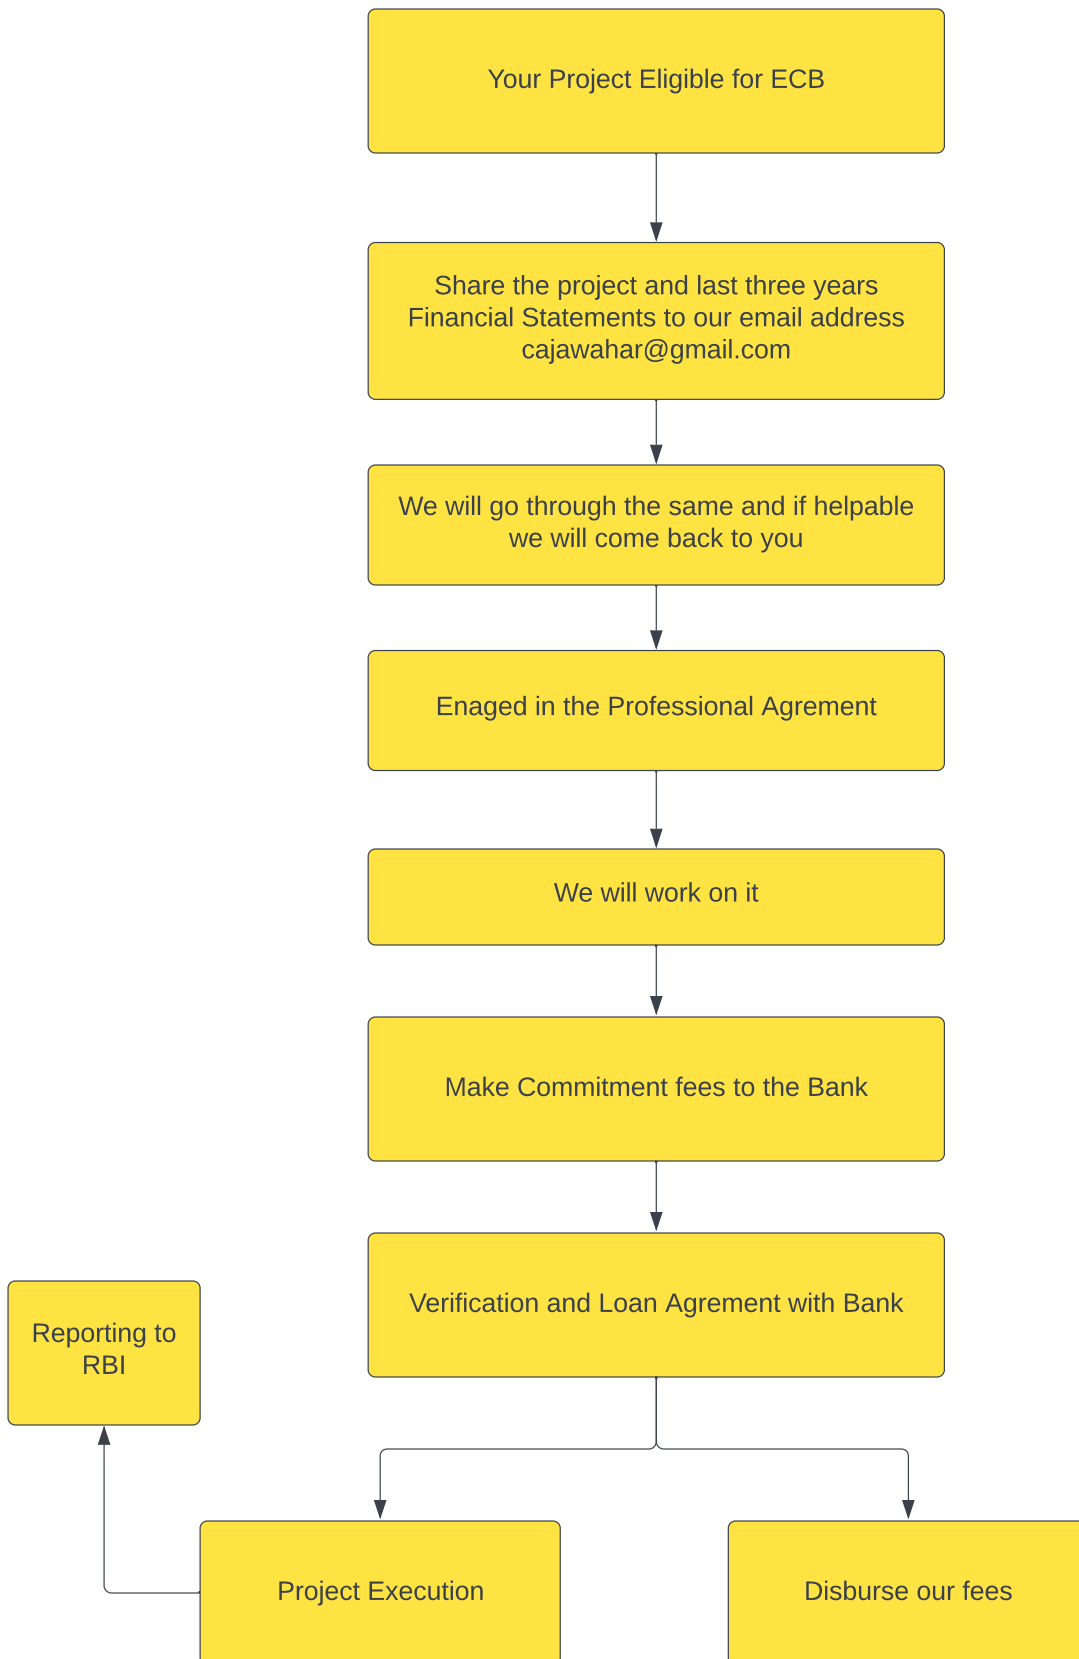 Your Project Eligible for ECB
Share the project and last three years
Financial Statements to our email address
cajawahar@gmail.com
We will go through the same and if helpable
we will come back to you
Enaged in the Professional Agrement
We will work on it
Make Commitment fees to the Bank
Verification and Loan Agrement with Bank
Reporting to
RBI
Project Execution
Disburse our fees